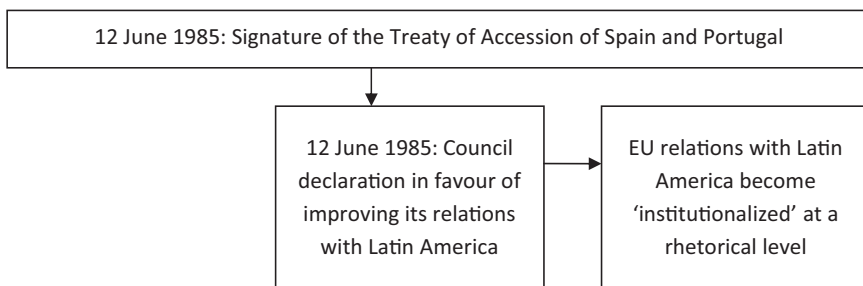 12 June 1985: Signature of the Treaty of Accession of Spain and Portugal
12 June 1985: Council
declaration in favour of
improving its relations
with Latin America
EU relations with Latin
America become
‘institutionalized’ at a
rhetorical level